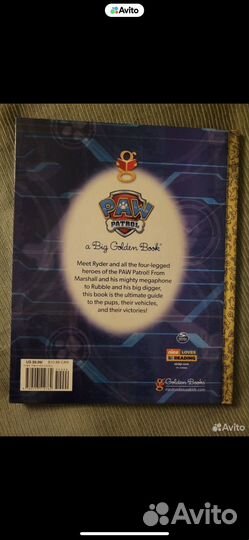 Avito
PAW
PATROL
a Big Golden Book
Meet Ryder and all the four-legged
heroes of the PAW Patrol! From
Marshall and his mighty megaphone
to Rubble and his big digger,
this book is the ultimate guide
to the pups, their vehicles,
and their victories!
nick LOVES
READING
Golden Books
Avito
Avito